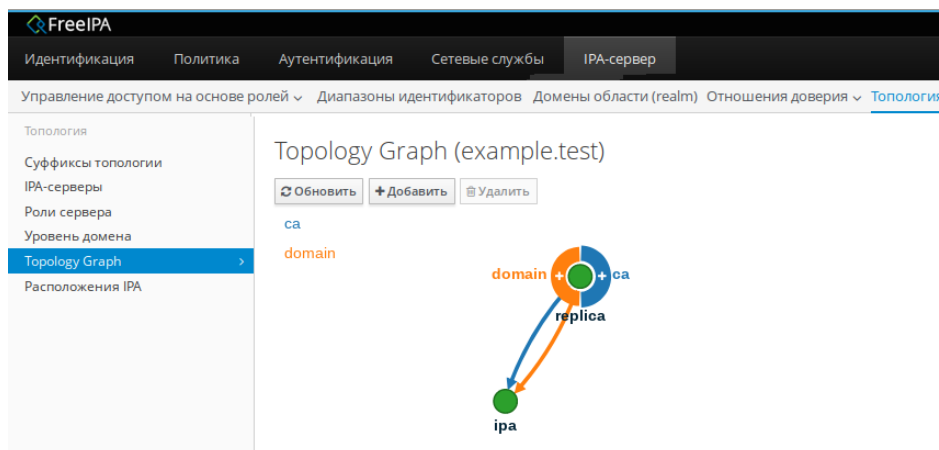 FreeIPA
Идентификация Политика Аутентификация Сетевые службы IPA-сервер
Управление доступом на основе ролей Диапазоны идентификаторов Домены области (realm) Отношения доверия Топология
Топология
Суффиксы топологии
IPA-серверы
Роли сервера
Уровень домена
Topology Graph
Расположения IPA
Topology Graph (example.test)
Обновить +Добавить Удалить
ca
domain
domain + + ca
replica
ipa